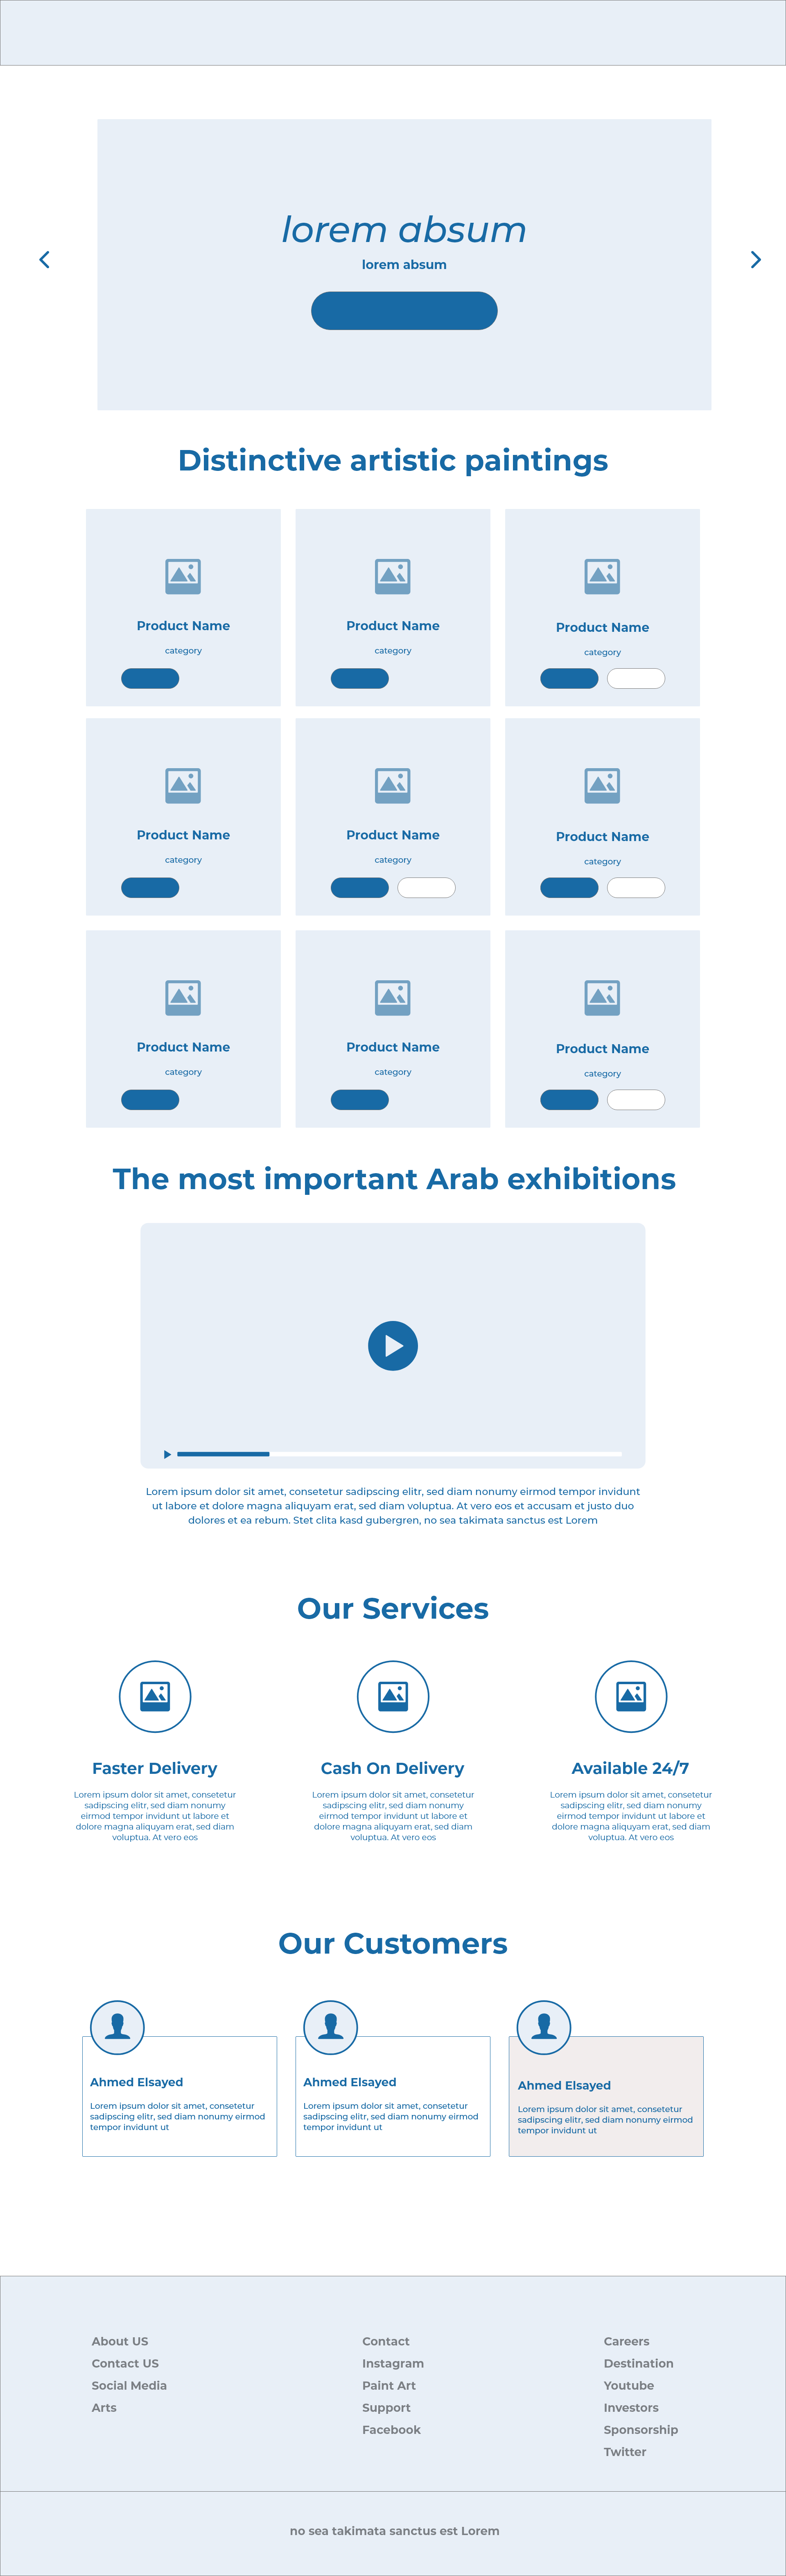 lorem absum
lorem absum
Distinctive artistic paintings
Product Name
category
Product Name
category
Product Name
category
Product Name
category
Product Name
category
Product Name
category
Product Name
category
Product Name
category
Product Name
category
The most important Arab exhibitions
Lorem ipsum dolor sit amet, consetetur sadipscing elitr, sed diam nonumy eirmod tempor invidunt
ut labore et dolore magna aliquyam erat, sed diam voluptua. At vero eos et accusam et justo duo
dolores et ea rebum. Stet clita kasd gubergren, no sea takimata sanctus est Lorem
Our Services
Faster Delivery
Lorem ipsum dolor sit amet, consetetur
sadipscing elitr, sed diam nonumy
eirmod tempor invidunt ut labore et
dolore magna aliquyam erat, sed diam
voluptua. At vero eos
Cash On Delivery
Lorem ipsum dolor sit amet, consetetur
sadipscing elitr, sed diam nonumy
eirmod tempor invidunt ut labore et
dolore magna aliquyam erat, sed diam
voluptua. At vero eos
Available 24/7
Lorem ipsum dolor sit amet, consetetur
sadipscing elitr, sed diam nonumy
eirmod tempor invidunt ut labore et
dolore magna aliquyam erat, sed diam
voluptua. At vero eos
Our Customers
Ahmed Elsayed
Lorem ipsum dolor sit amet, consetetur
sadipscing elitr, sed diam nonumy eirmod
tempor invidunt ut
Ahmed Elsayed
Lorem ipsum dolor sit amet, consetetur
sadipscing elitr, sed diam nonumy eirmod
tempor invidunt ut
Ahmed Elsayed
Lorem ipsum dolor sit amet, consetetur
sadipscing elitr, sed diam nonumy eirmod
tempor invidunt ut
About US
Contact US
Social Media
Arts
Contact
Instagram
Paint Art
Support
Facebook
Careers
Destination
Youtube
Investors
Sponsorship
Twitter
no sea takimata sanctus est Lorem